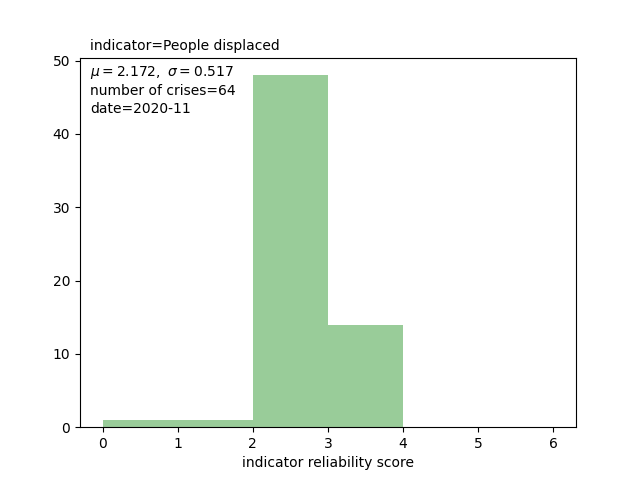 indicator=People displaced
μ = 2.172, σ = 0.517
number of crises=64
date=2020-11
50
40
30
20
10
0
0 1 2 3 4 5 6
indicator reliability score